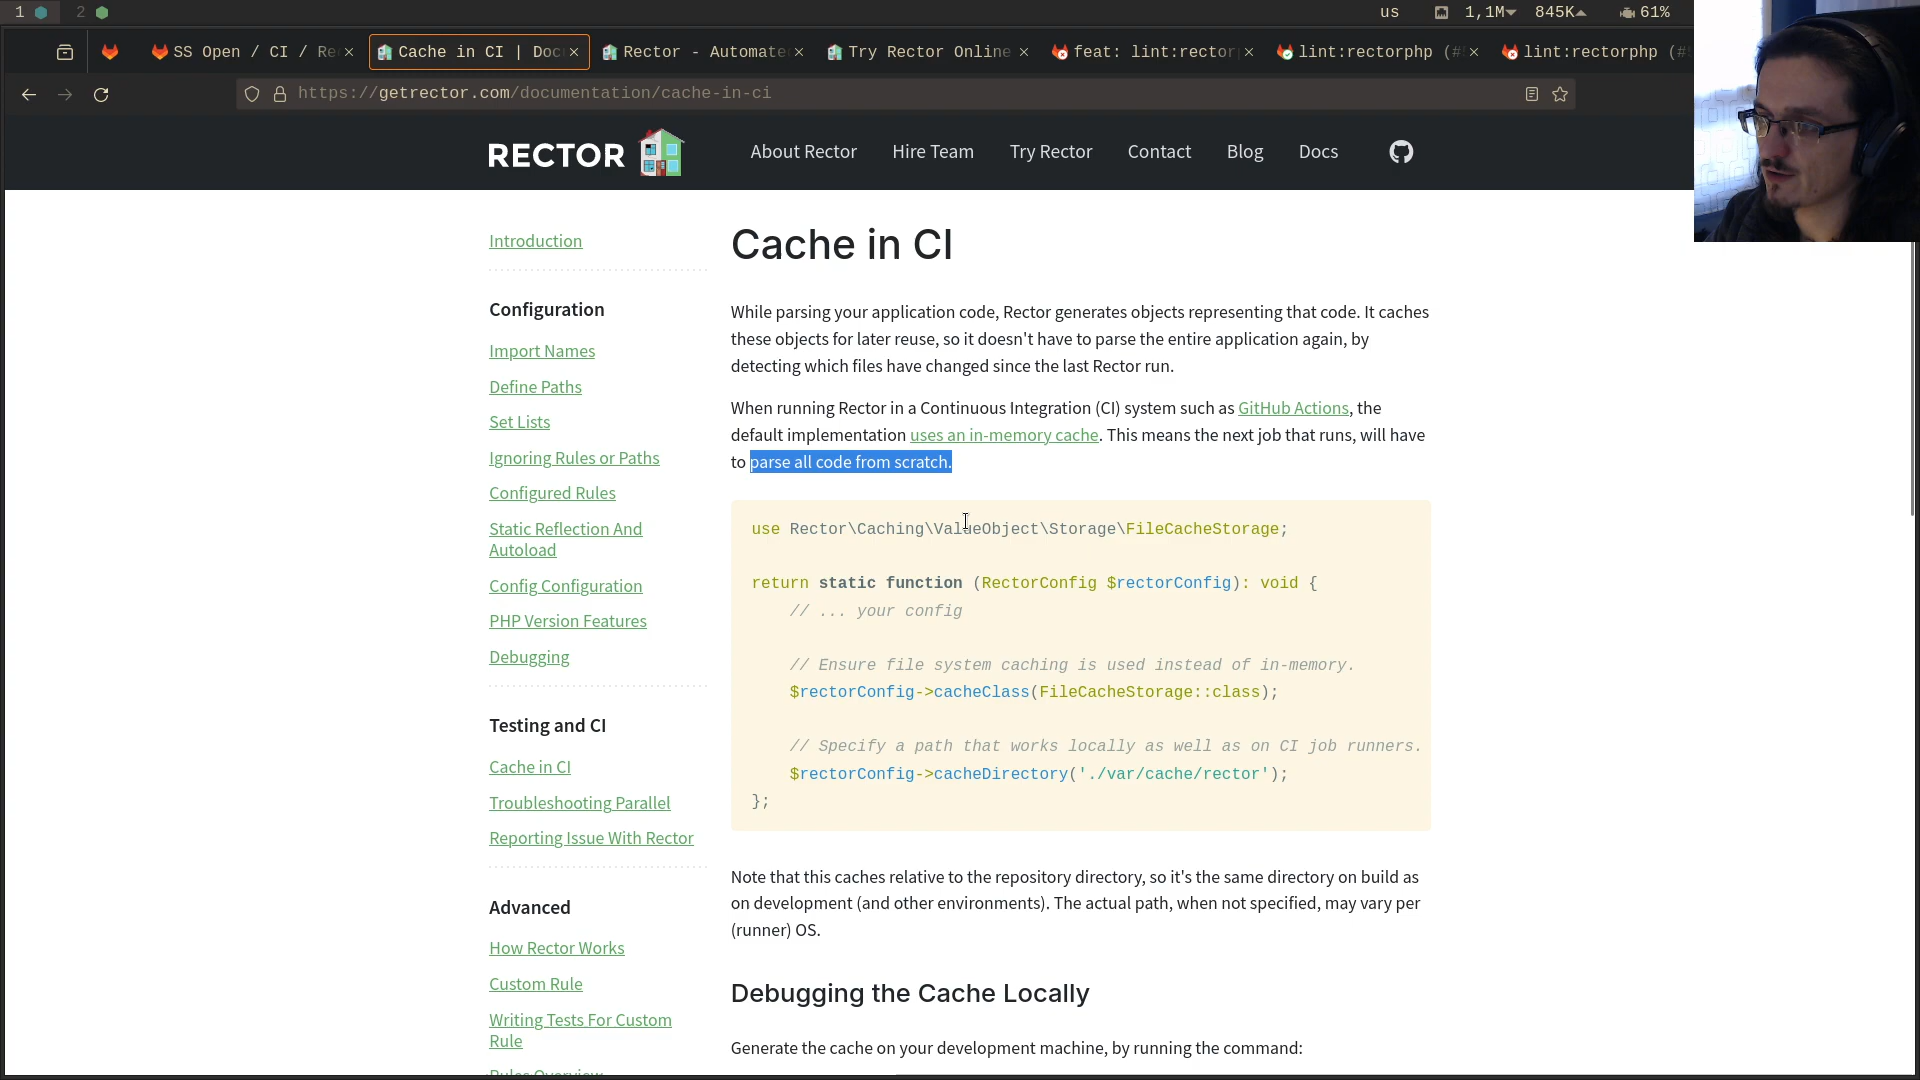 1 2 us 1,1M 845K 61%
SS Open / CI / Re Cache in CI | Doc Rector - Automate Try Rector Online feat: lint:rector lint:rectorphp (# lint:rectorphp (#
https://getrector.com/documentation/cache-in-ci
RECTOR About Rector Hire Team Try Rector Contact Blog Docs
Introduction
Configuration
Import Names
Define Paths
Set Lists
Ignoring Rules or Paths
Configured Rules
Static Reflection And
Autoload
Config Configuration
PHP Version Features
Debugging
Testing and CI
Cache in CI
Troubleshooting Parallel
Reporting Issue With Rector
Advanced
How Rector Works
Custom Rule
Writing Tests For Custom
Rule
Rules Overview
Cache in CI
While parsing your application code, Rector generates objects representing that code. It caches
these objects for later reuse, so it doesn't have to parse the entire application again, by
detecting which files have changed since the last Rector run.
When running Rector in a Continuous Integration (CI) system such as GitHub Actions, the
default implementation uses an in-memory cache. This means the next job that runs, will have
to parse all code from scratch.
use Rector\Caching\ValueObject\Storage\FileCacheStorage;
return static function (RectorConfig $rectorConfig): void {
// ... your config
// Ensure file system caching is used instead of in-memory.
$rectorConfig->cacheClass(FileCacheStorage::class);
// Specify a path that works locally as well as on CI job runners.
$rectorConfig->cacheDirectory('./var/cache/rector');
};
Note that this caches relative to the repository directory, so it's the same directory on build as
on development (and other environments). The actual path, when not specified, may vary per
(runner) OS.
Debugging the Cache Locally
Generate the cache on your development machine, by running the command: